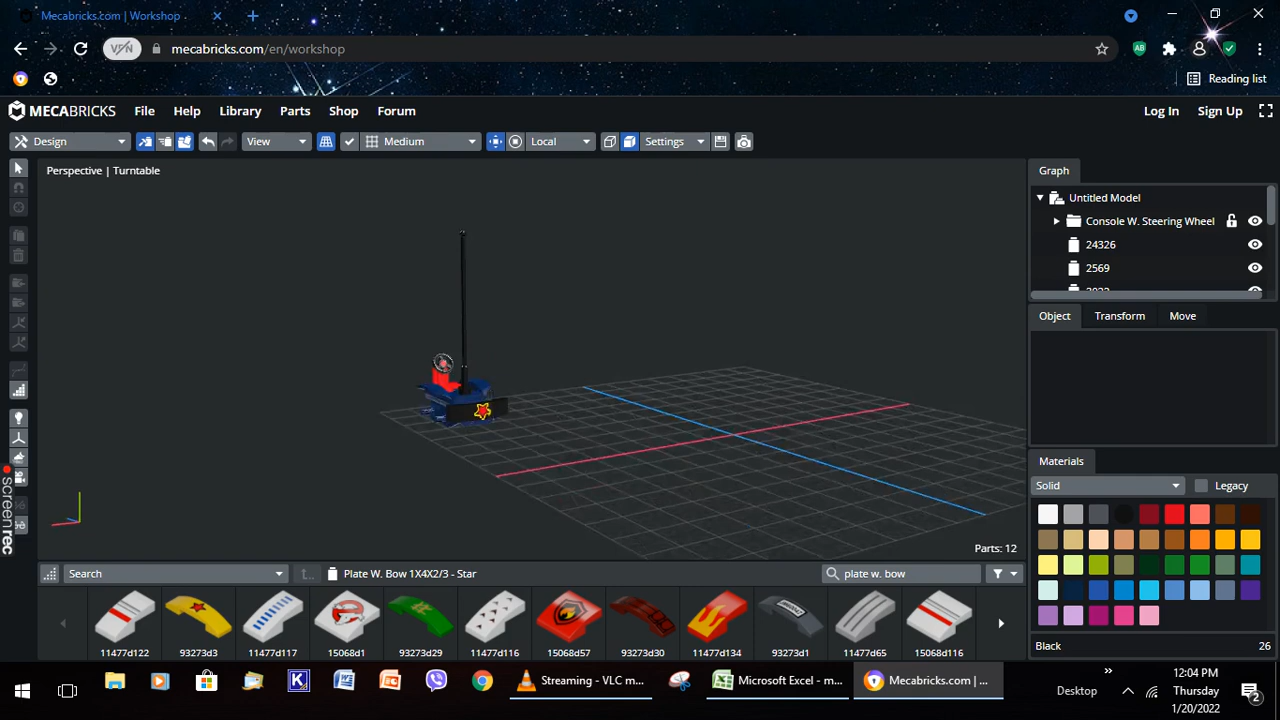 Mecabricks.com | Workshop
VPN
mecabricks.com/en/workshop
AB
Reading list
MECABRICKS
File
Help
Library
Parts
Shop
Forum
Log In
Sign Up
Design
View
Medium
Local
Settings
Perspective | Turntable
Graph
Untitled Model
Console W. Steering Wheel
24326
2569
Object
Transform
Move
Materials
Solid
Legacy
Black
26
Parts: 12
screenrec
Search
Plate W. Bow 1X4X2/3 - Star
plate w. bow
11477d122
93273d3
11477d117
15068d1
93273d29
11477d116
15068d57
93273d30
11477d134
93273d1
11477d65
15068d116
Streaming - VLC m...
Microsoft Excel - m...
Mecabricks.com | ...
Desktop
12:04 PM
Thursday
1/20/2022
2